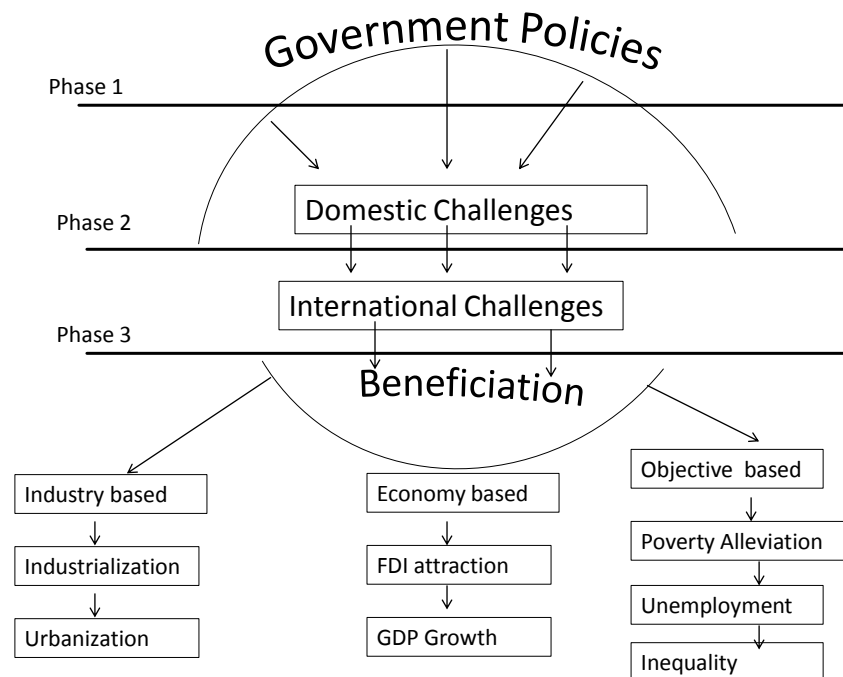 Government Policies
Phase 1
Domestic Challenges
Phase 2
International Challenges
Phase 3
Beneficiation
Industry based
Industrialization
Urbanization
Economy based
FDI attraction
GDP Growth
Objective based
Poverty Alleviation
Unemployment
Inequality